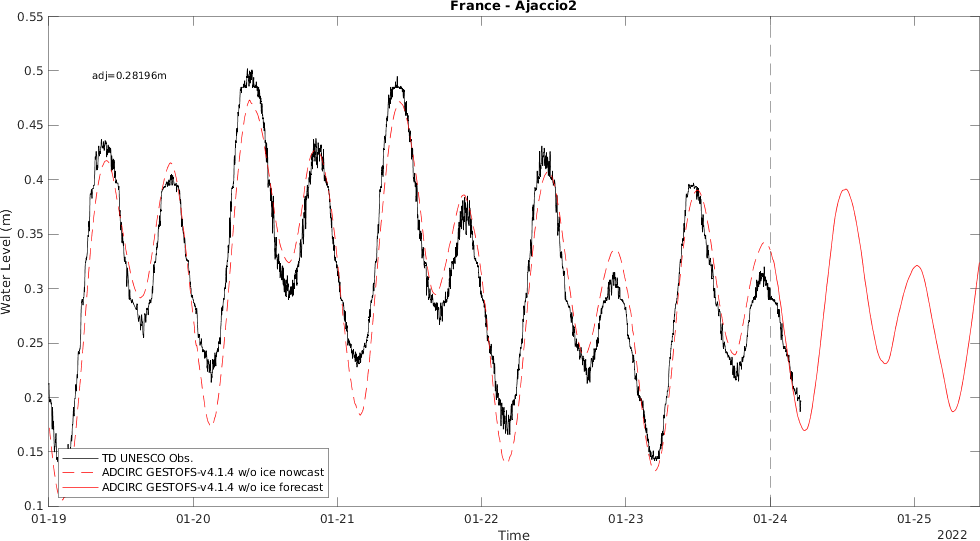 France - Ajaccio2
0.55
0.5
0.45
0.4
0.35
0.3
0.25
0.2
0.15
0.1
Water Level (m)
adj=0.28196m
TD UNESCO Obs.
ADCIRC GESTOFS-v4.1.4 w/o ice nowcast
ADCIRC GESTOFS-v4.1.4 w/o ice forecast
01-19 01-20 01-21 01-22 01-23 01-24 01-25
Time
2022